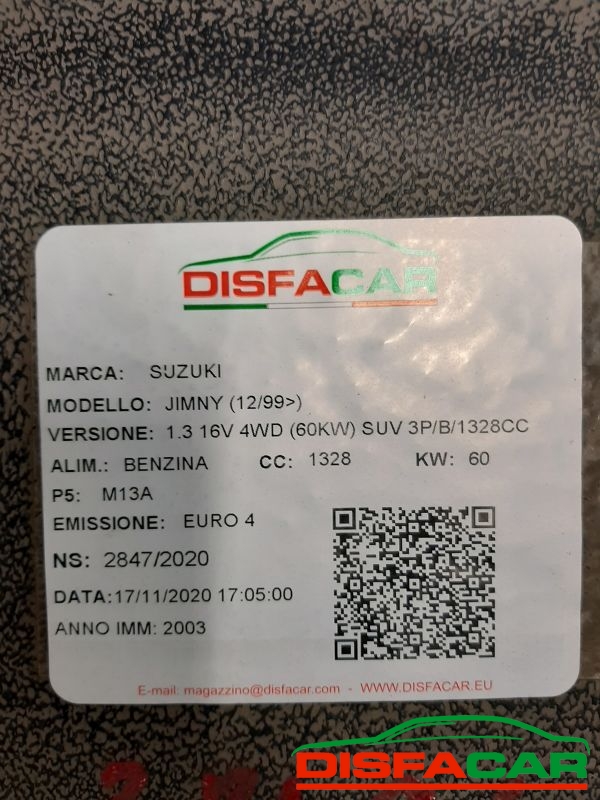 DISFACAR
MARCA: SUZUKI
MODELLO: JIMNY (12/99>)
VERSIONE: 1.3 16V 4WD (60KW) SUV 3P/B/1328CC
ALIM.: BENZINA CC: 1328 KW: 60
P5: M13A
EMISSIONE: EURO 4
NS: 2847/2020
DATA:17/11/2020 17:05:00
ANNO IMM: 2003
E-mail: magazzino@disfacar.com - WWW.DISFACAR.EU
DISFACAR